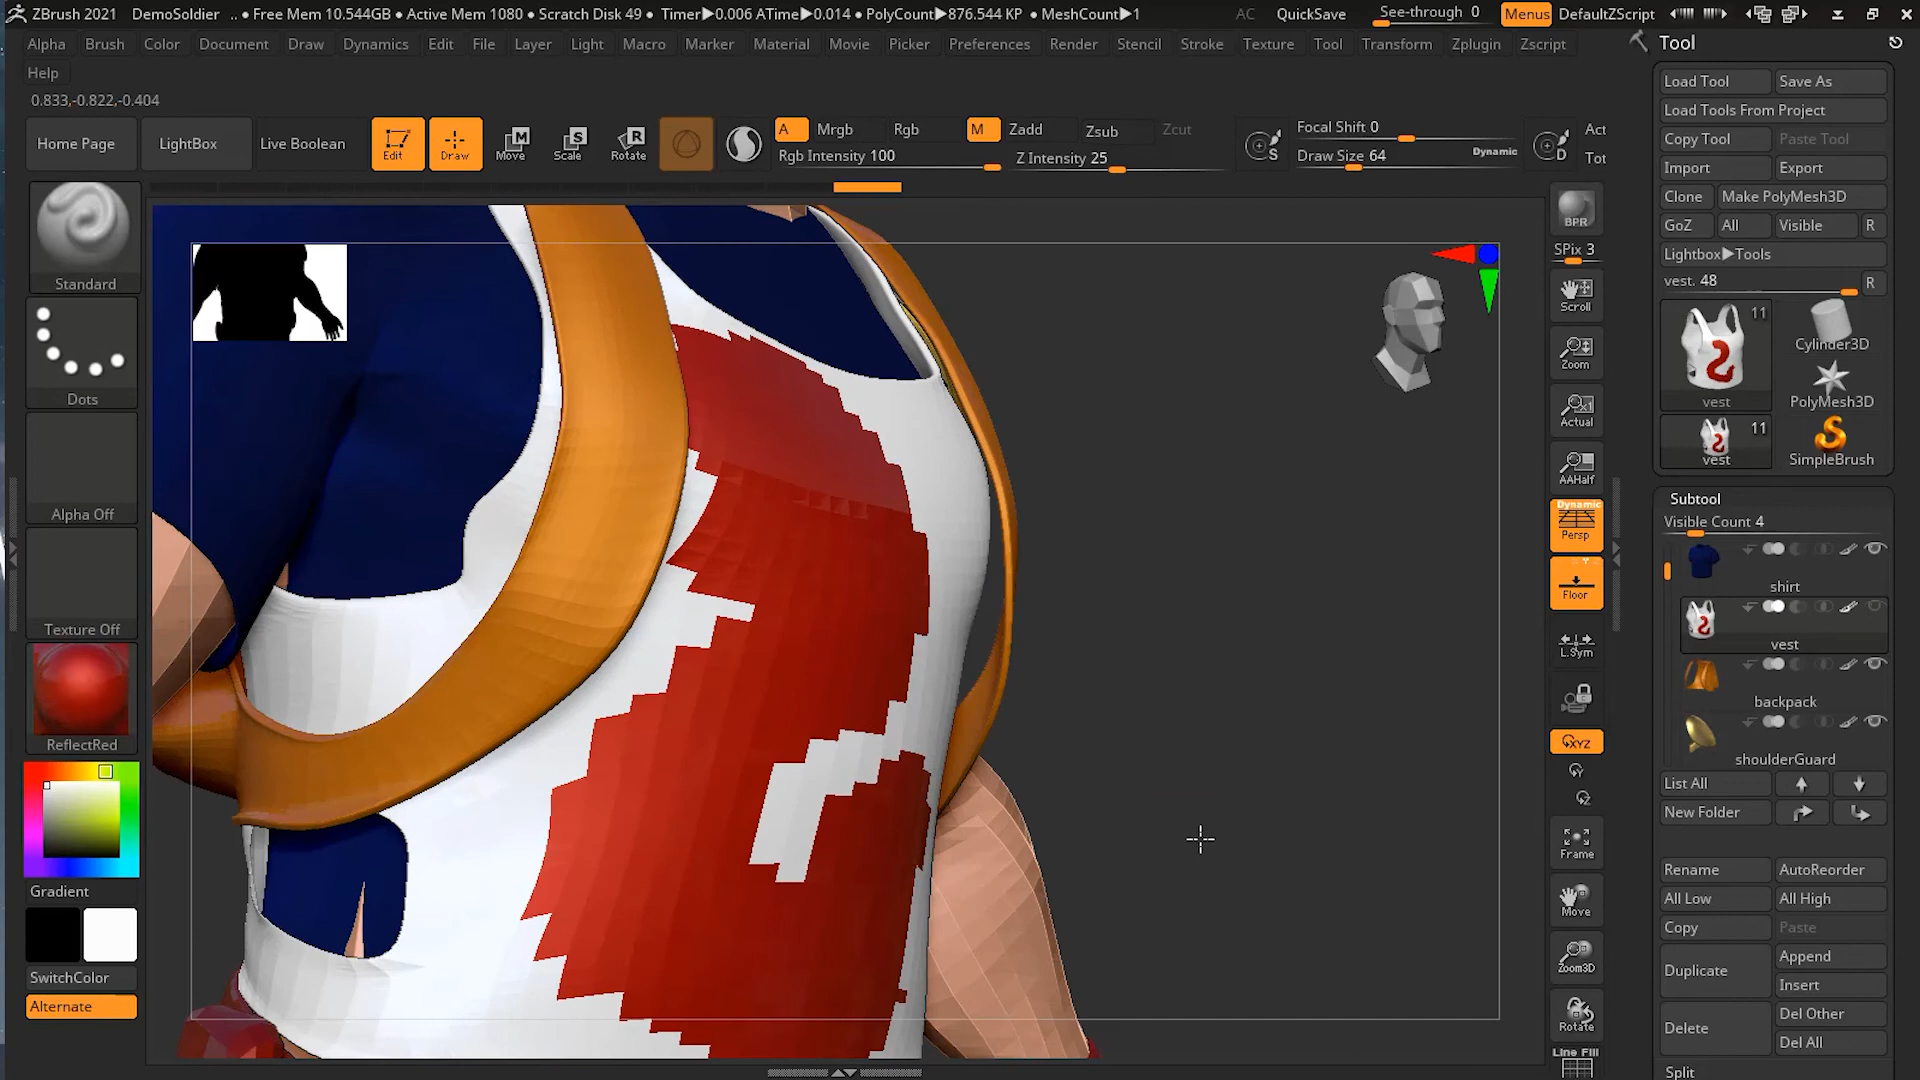 ZBrush 2021 DemoSoldier .. • Free Mem 10.544GB • Active Mem 1080 • Scratch Disk 49 • Timer▶0.006 ATime▶0.014 • PolyCount▶876.544 KP • MeshCount▶1 AC QuickSave See-through 0 Menus DefaultZScript
Alpha Brush Color Document Draw Dynamics Edit File Layer Light Macro Marker Material Movie Picker Preferences Render Stencil Stroke Texture Tool Transform Zplugin Zscript
Help
0.833,-0.822,-0.404
Home Page LightBox Live Boolean Edit Draw Move Scale Rotate
M S R
A Mrgb Rgb M Zadd Zsub Zcut
Rgb Intensity 100 Z Intensity 25
S Focal Shift 0
Draw Size 64 Dynamic
D Act
Tot
Standard
Dots
Alpha Off
Texture Off
ReflectRed
Gradient
SwitchColor
Alternate
BPR
SPix 3
Scroll
Zoom
Actual
AAHalf
Dynamic
Persp
Floor
L.Sym
XYZ
Y
Z
Frame
Move
Zoom3D
Rotate
Line Fill
Tool
Load Tool Save As
Load Tools From Project
Copy Tool Paste Tool
Import Export
Clone Make PolyMesh3D
GoZ All Visible R
Lightbox▶Tools
vest. 48 R
11
vest Cylinder3D
PolyMesh3D
11
vest SimpleBrush
Subtool
Visible Count 4
shirt
vest
backpack
shoulderGuard
List All
New Folder
Rename AutoReorder
All Low All High
Copy Paste
Duplicate Append
Insert
Delete Del Other
Del All
Split